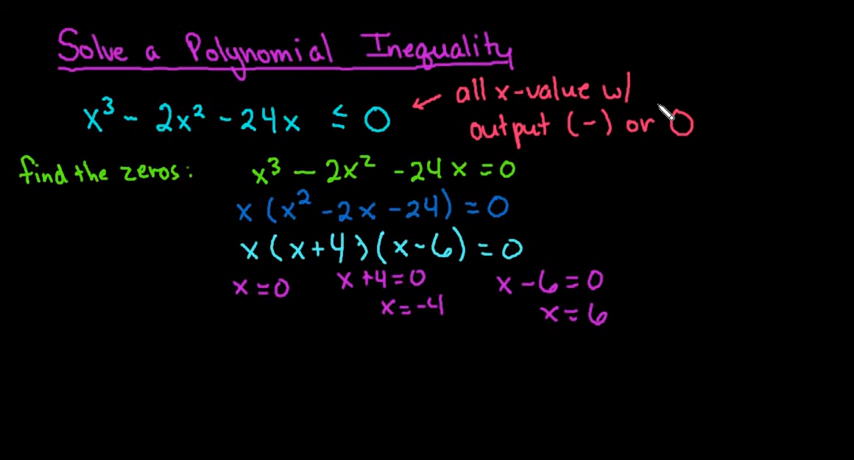 Solve a Polynomial Inequality
x³ - 2x² - 24x ≤ 0
← all x-value w/
output (-) or 0
find the zeros: x³ - 2x² - 24x = 0
x (x² - 2x - 24) = 0
x (x+4) (x-6) = 0
x = 0 x+4=0 x-6=0
x=-4 x=6